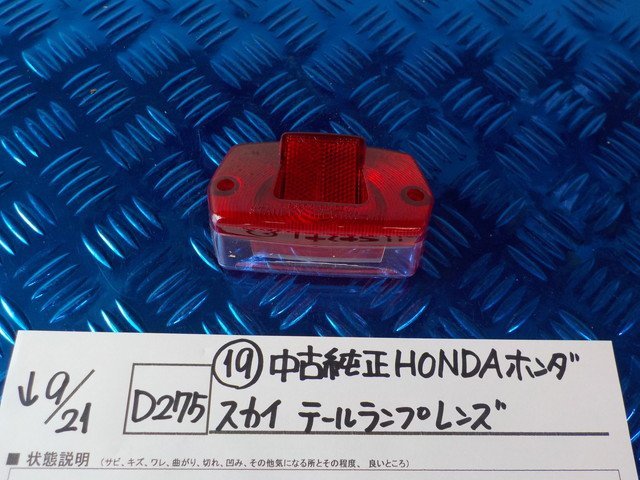 ⑲中古純正HONDAホンダ
↓9/21
D275
スカイ テールランプレンズ
■ 状態説明 (サビ、キズ、ワレ、曲がり、切れ、凹み、その他気になる所とその程度、良いところ)